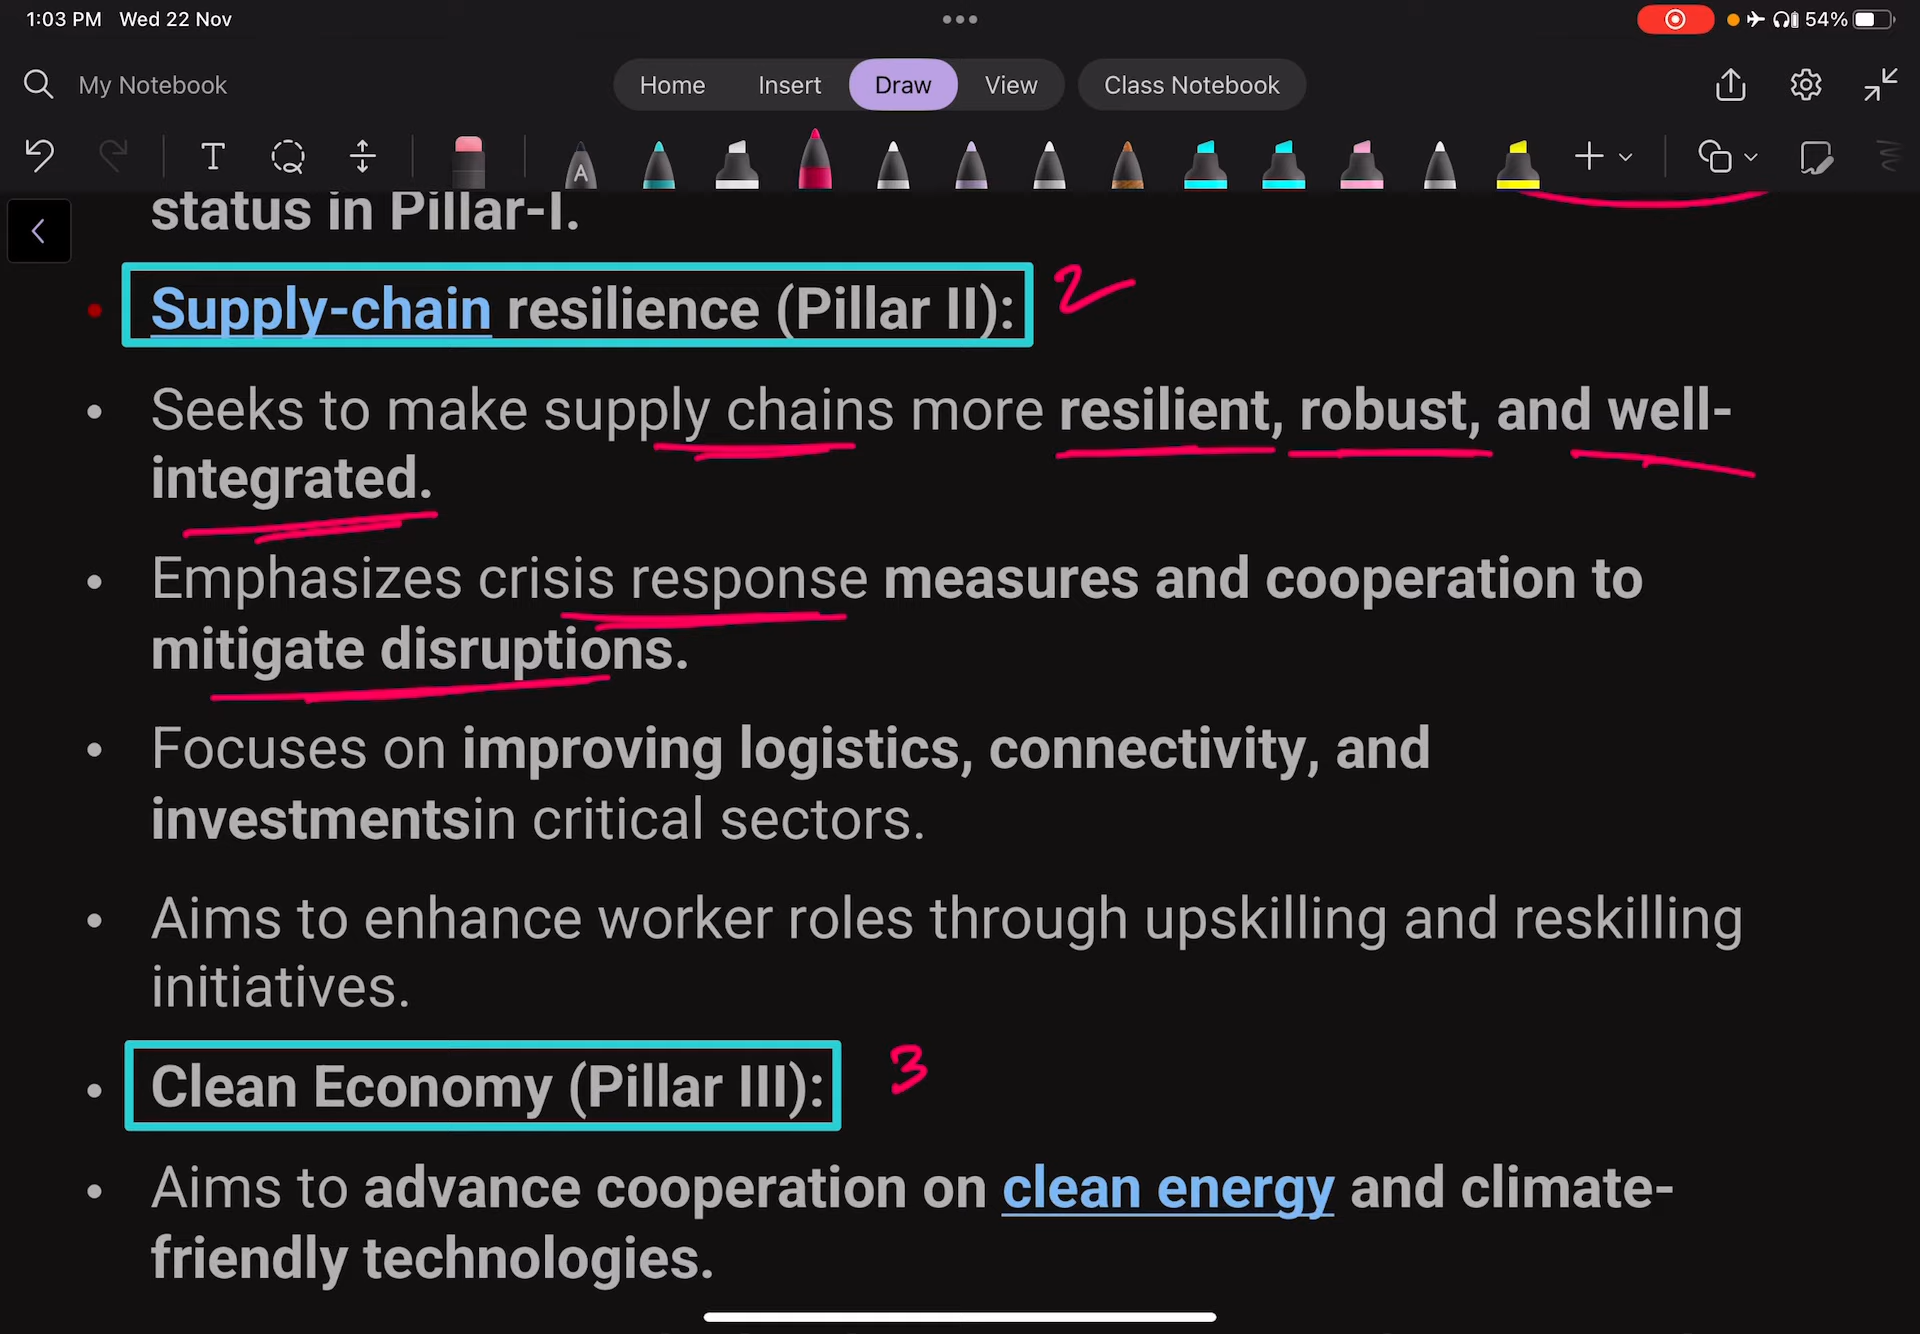 1:03 PM Wed 22 Nov
54%
My Notebook
Home Insert Draw View Class Notebook
T
A
status in Pillar-I.
Supply-chain resilience (Pillar II): 2
Seeks to make supply chains more resilient, robust, and well-
integrated.
Emphasizes crisis response measures and cooperation to
mitigate disruptions.
Focuses on improving logistics, connectivity, and
investmentsin critical sectors.
Aims to enhance worker roles through upskilling and reskilling
initiatives.
Clean Economy (Pillar III): 3
Aims to advance cooperation on clean energy and climate-
friendly technologies.